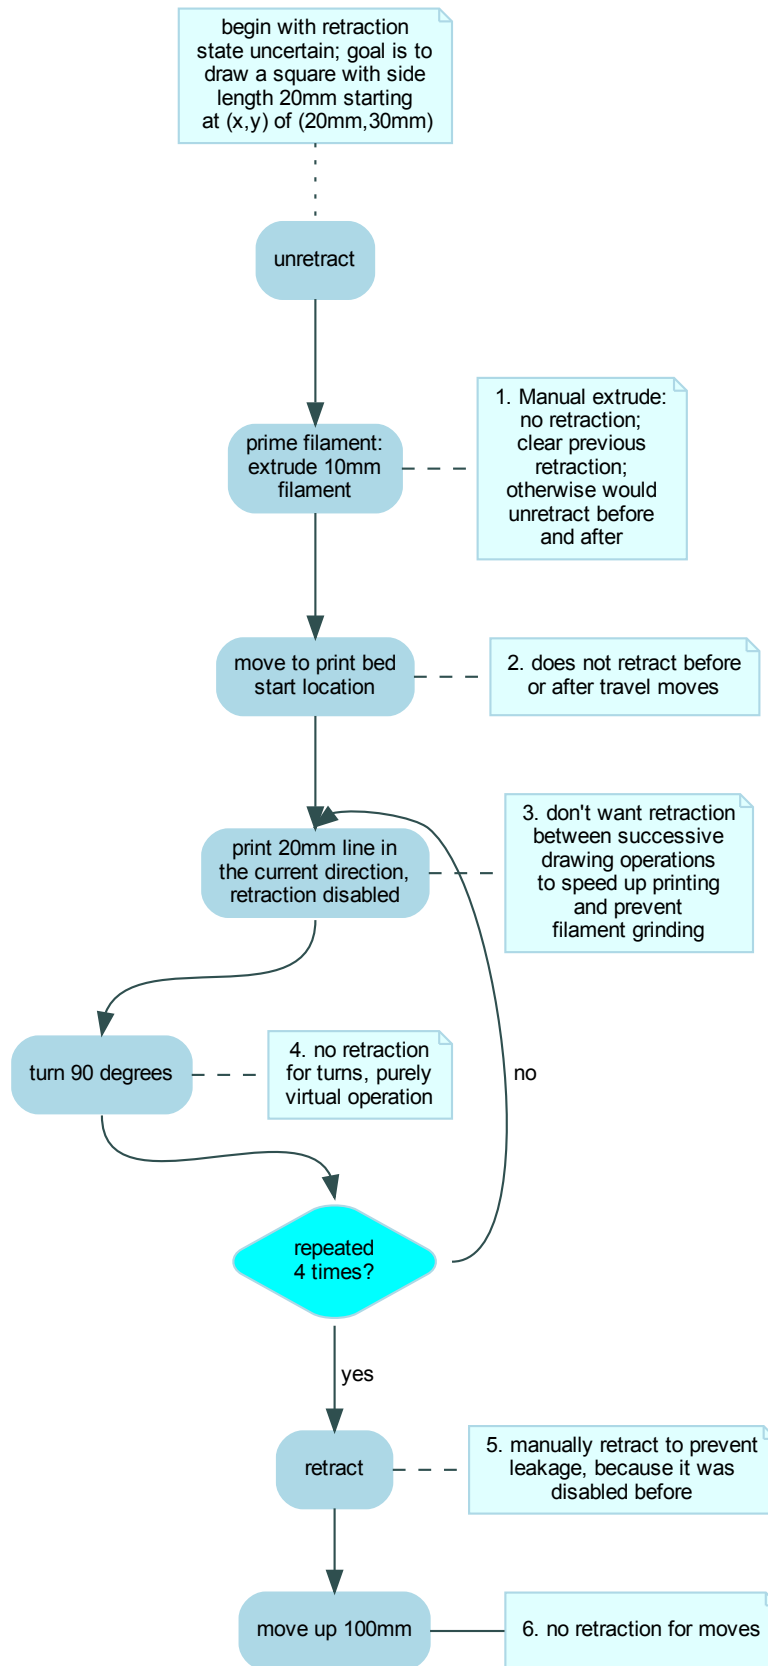 begin with retraction
state uncertain; goal is to
draw a square with side
length 20mm starting
at (x,y) of (20mm,30mm)
unretract
prime filament:
extrude 10mm
filament
1. Manual extrude:
no retraction;
clear previous
retraction;
otherwise would
unretract before
and after
move to print bed
start location
2. does not retract before
or after travel moves
print 20mm line in
the current direction,
retraction disabled
3. don't want retraction
between successive
drawing operations
to speed up printing
and prevent
filament grinding
turn 90 degrees
4. no retraction
for turns, purely
virtual operation
no
repeated
4 times?
yes
retract
5. manually retract to prevent
leakage, because it was
disabled before
move up 100mm
6. no retraction for moves